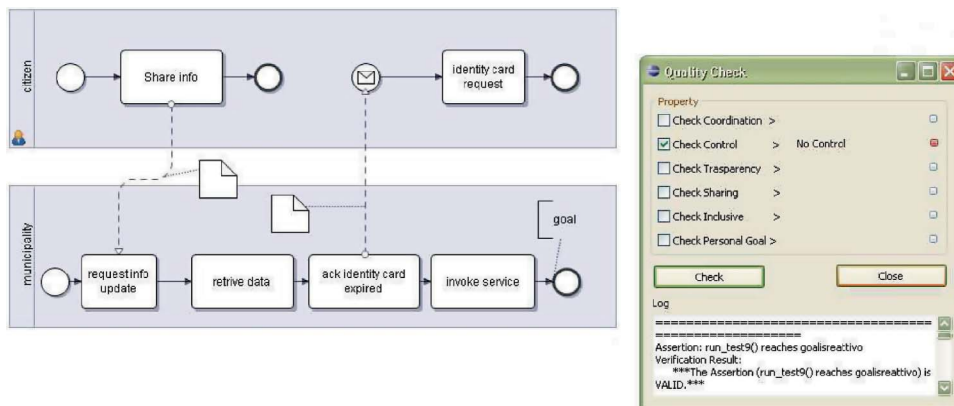 citizen
Share info
identity card
request
municipality
request info
update
retrive data
ack identity card
expired
invoke service
goal
Quality Check
Property
Check Coordination >
Check Control > No Control
Check Trasparency >
Check Sharing >
Check Inclusive >
Check Personal Goal >
Check
Close
Log
====================================
===================
Assertion: run_test9() reaches goalisreattivo
Verification Result:
***The Assertion (run_test9() reaches goalisreattivo) is
VALID.***